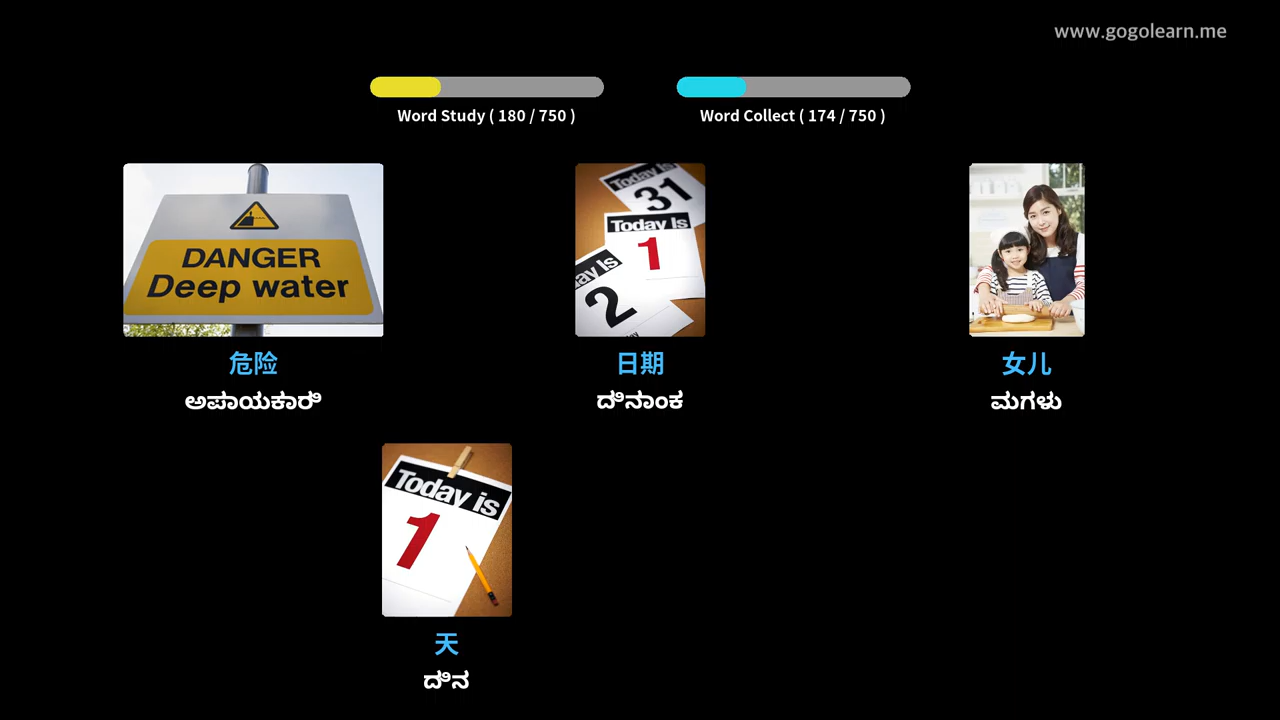 www.gogolearn.me
Word Study ( 180 / 750 )
Word Collect ( 174 / 750 )
DANGER
Deep water
Today Is
31
Today Is
1
ay Is
2
危险
日期
女儿
ಅಪಾಯಕಾರಿ
ದಿನಾಂಕ
ಮಗಳು
Today is
1
天
ದಿನ